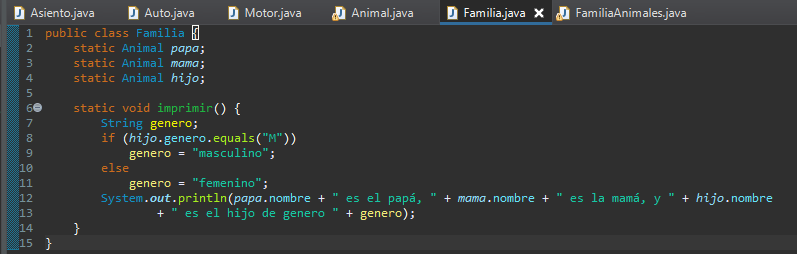 Asiento.java Auto.java Motor.java Animal.java Familia.java FamiliaAnimales.java
1 public class Familia {
2 static Animal papa;
3 static Animal mama;
4 static Animal hijo;
5
6 static void imprimir() {
7 String genero;
8 if (hijo.genero.equals("M"))
9 genero = "masculino";
10 else
11 genero = "femenino";
12 System.out.println(papa.nombre + " es el papá, " + mama.nombre + " es la mamá, y " + hijo.nombre
13 + " es el hijo de genero " + genero);
14 }
15 }